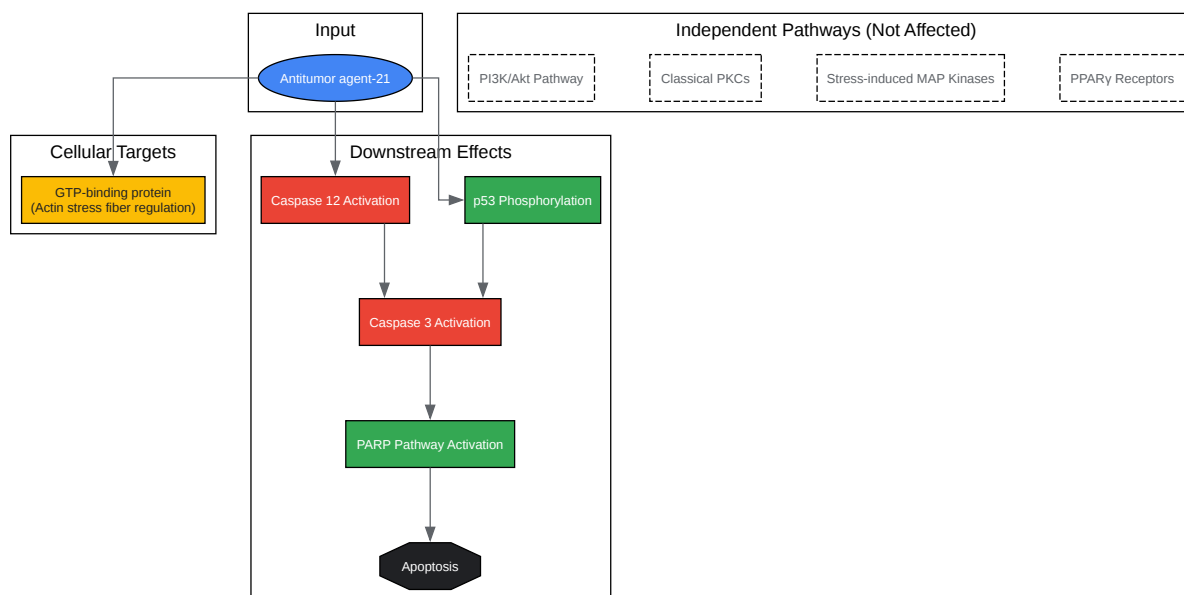 Input
Independent Pathways (Not Affected)
Antitumor agent-21
PI3K/Akt Pathway
Classical PKCs
Stress-induced MAP Kinases
PPARγ Receptors
Cellular Targets
Downstream Effects
GTP-binding protein
(Actin stress fiber regulation)
Caspase 12 Activation
p53 Phosphorylation
Caspase 3 Activation
PARP Pathway Activation
Apoptosis